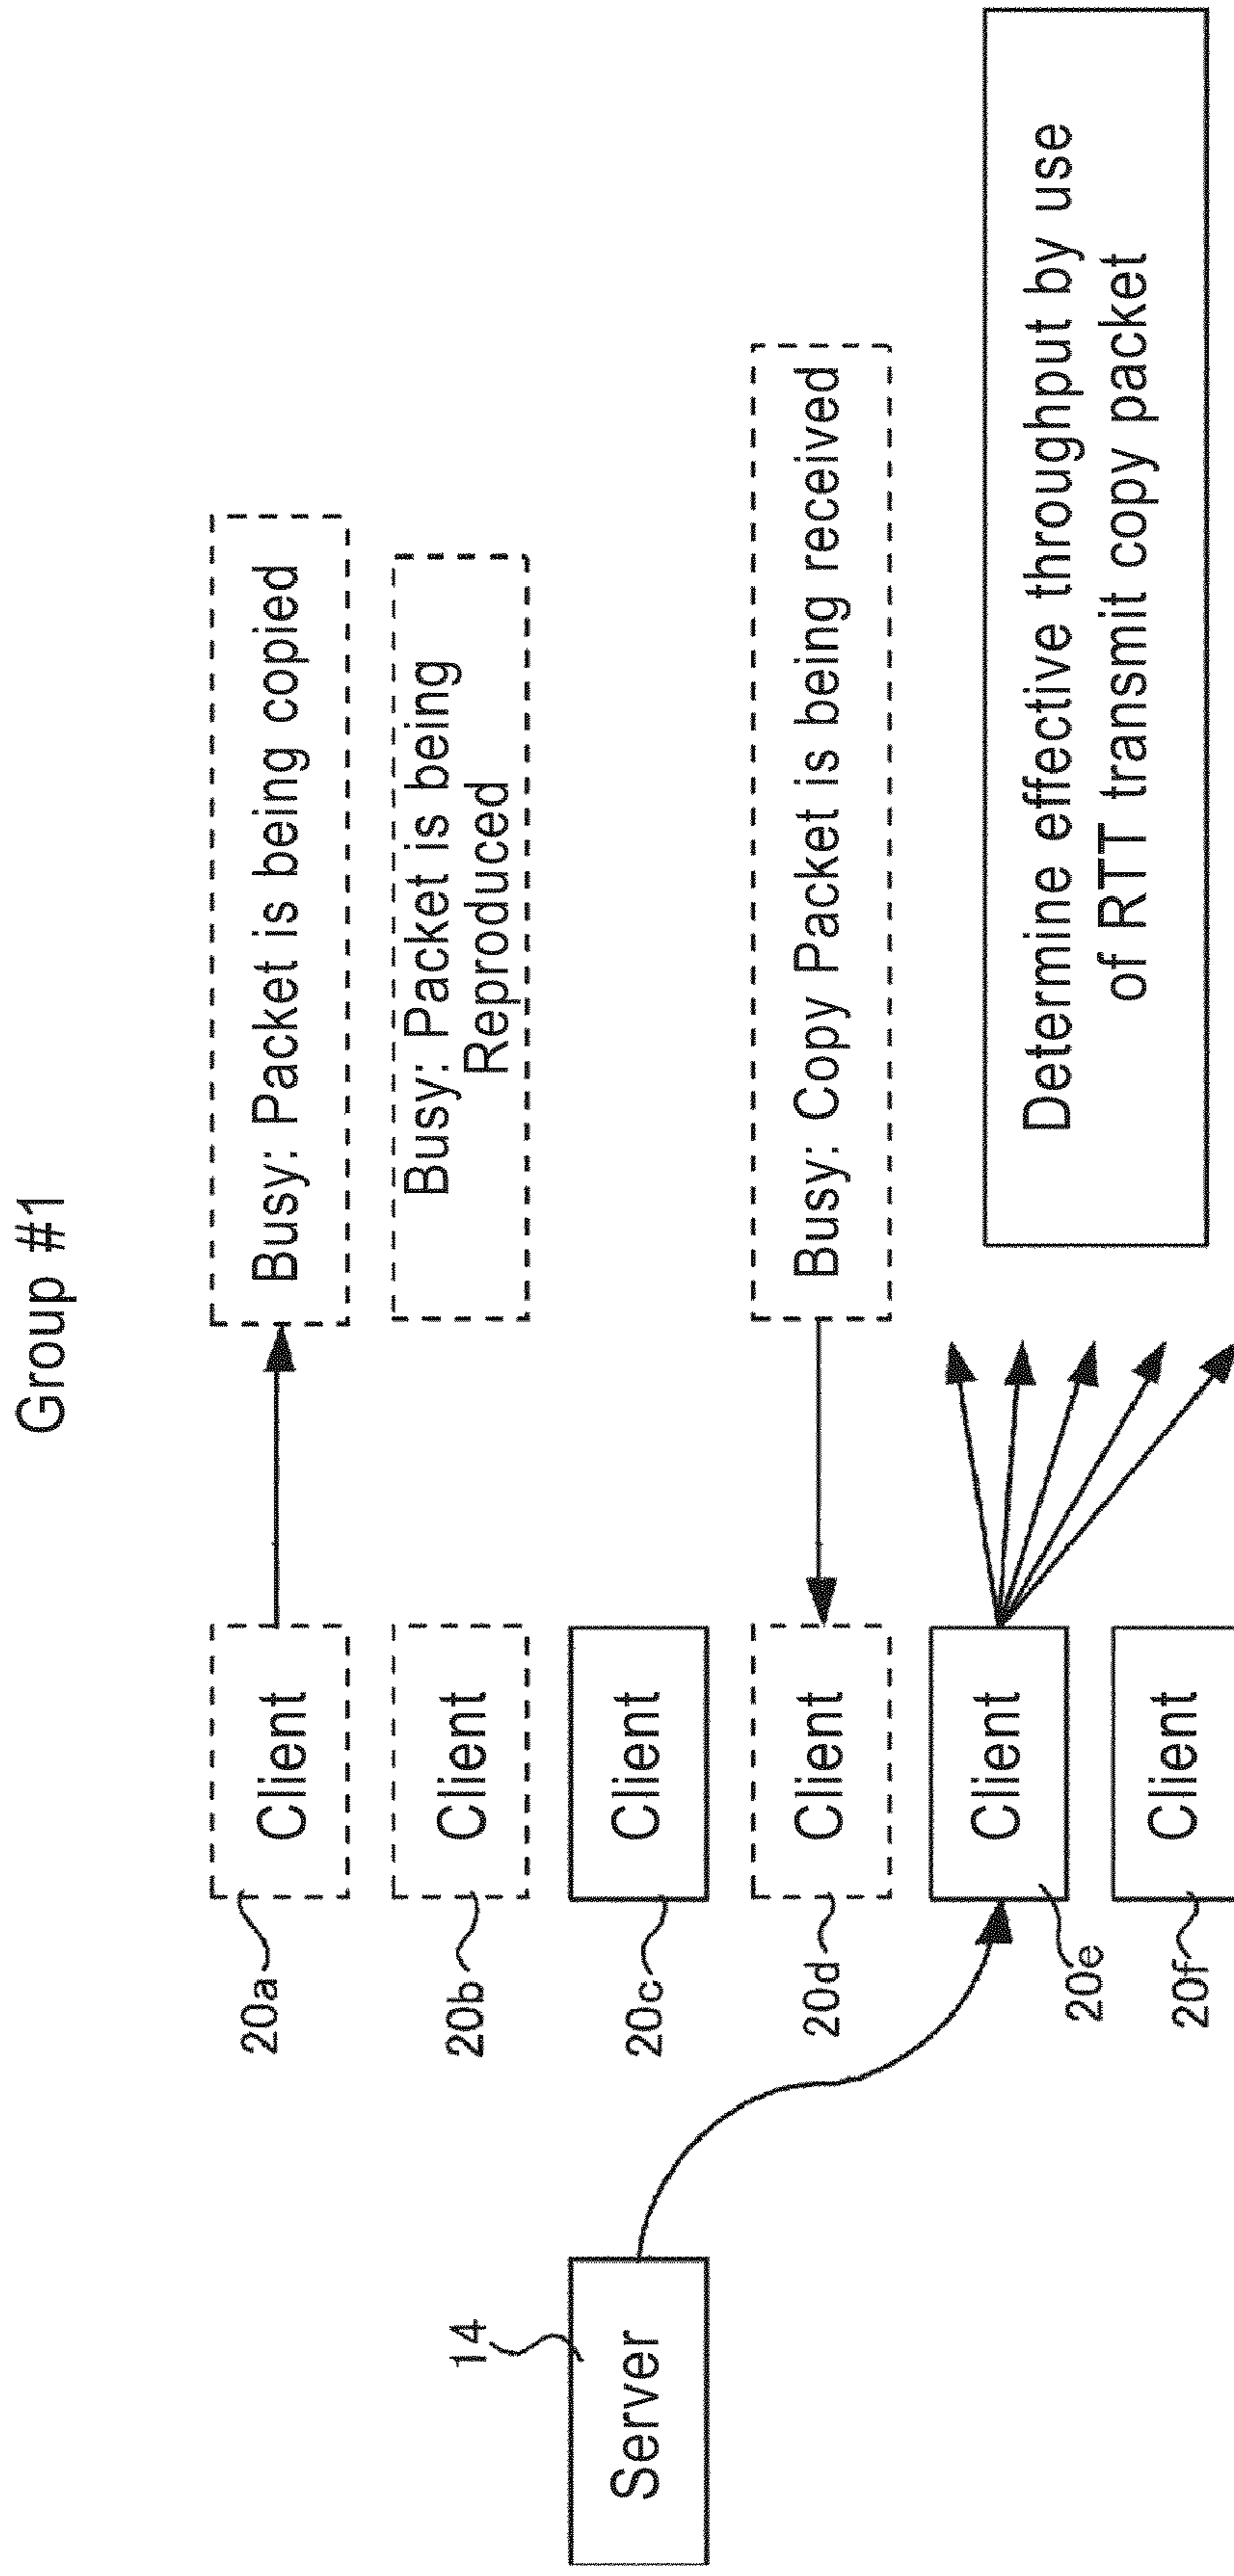 Group #1
20a
Client
Busy: Packet is being copied
20b
Client
Busy: Packet is being
Reproduced
14
Server
20c
Client
20d
Client
Busy: Copy Packet is being received
20e
Client
Determine effective throughput by use
of RTT transmit copy packet
20f
Client